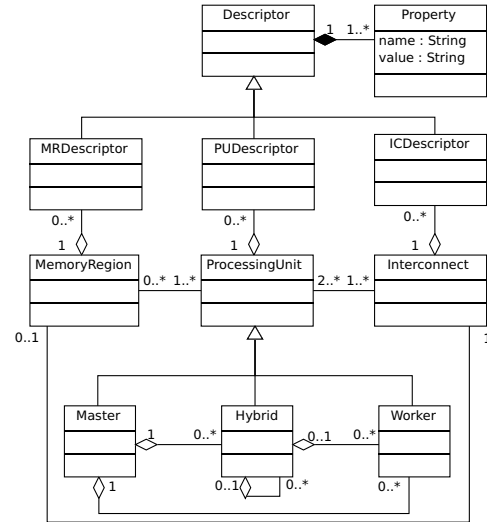 Descriptor
Property
1
1..*
name : String
value : String
MRDescriptor
PUDescriptor
ICDescriptor
0..*
0..*
0..*
1
1
1
MemoryRegion
ProcessingUnit
Interconnect
0..*
1..*
2..*
1..*
0..1
1
Master
Hybrid
Worker
1
0..*
0..1
0..*
0..1
0..*
1
0..*